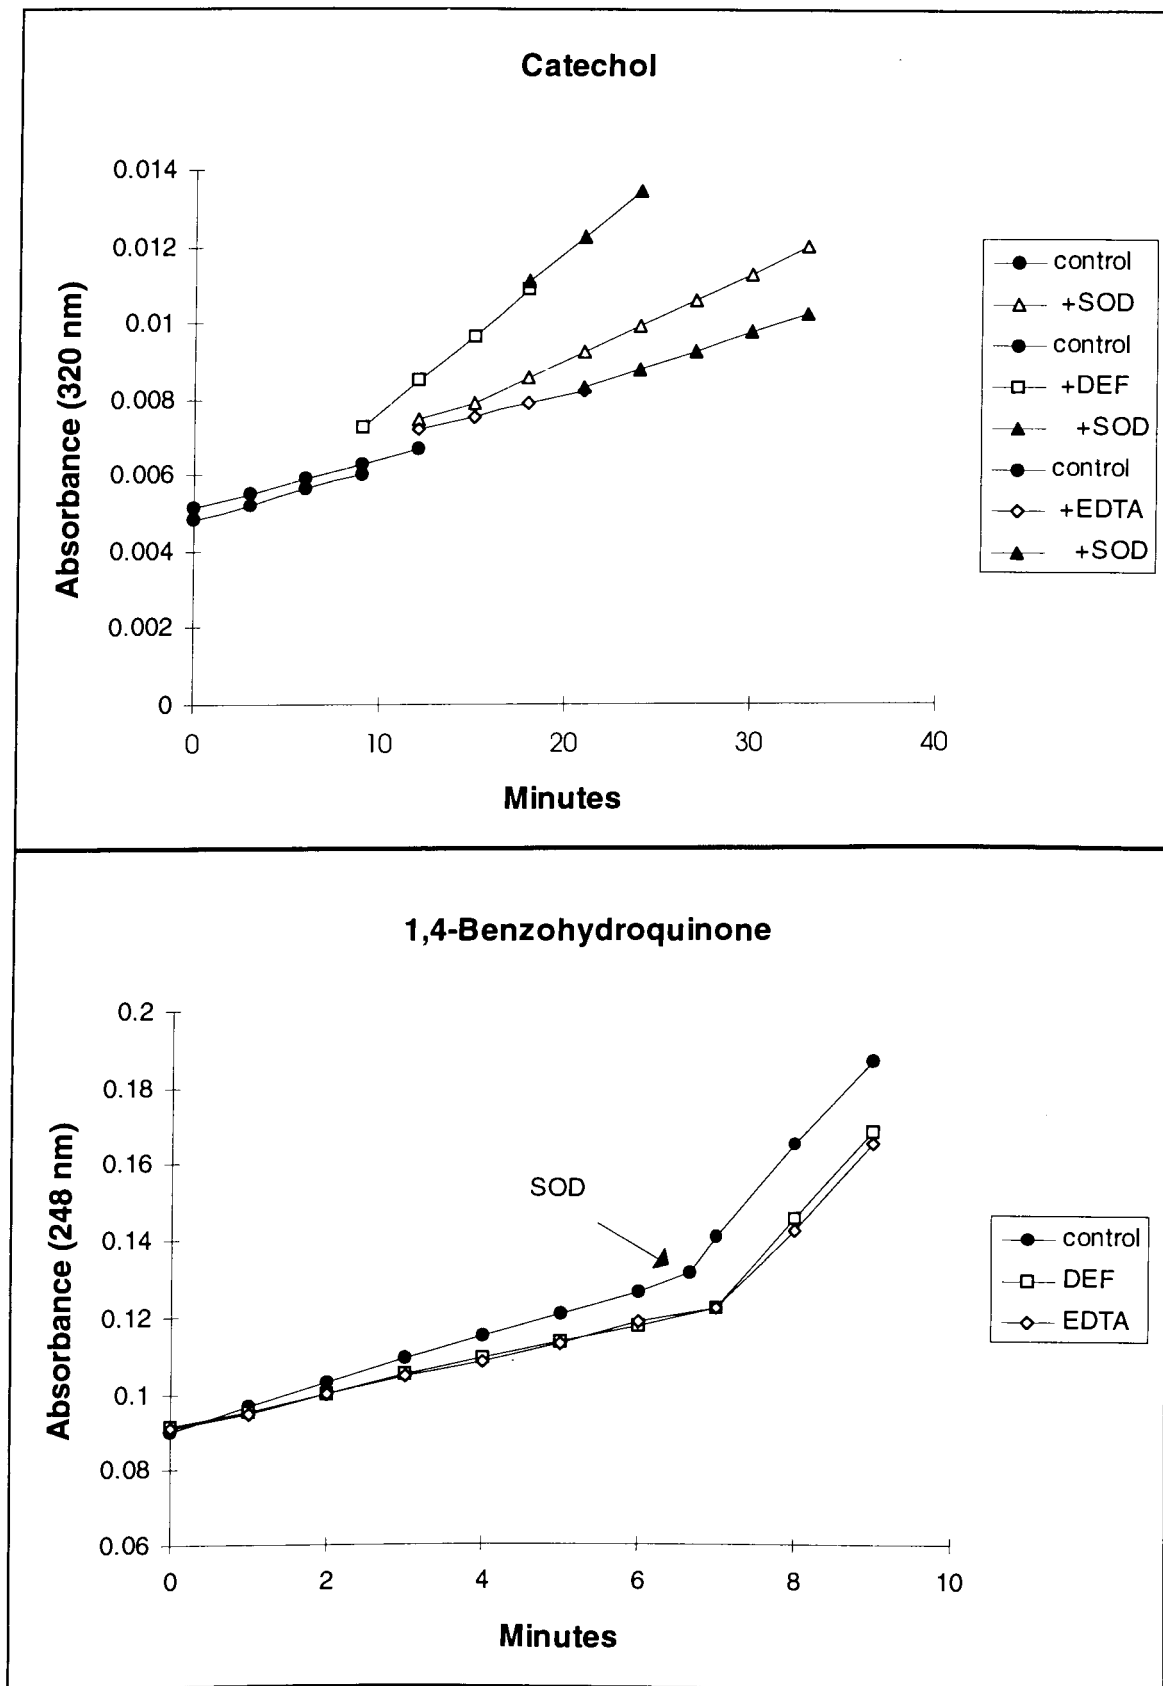 Catechol
0.014
0.012
0.01
0.008
0.006
0.004
0.002
0
Absorbance (320 nm)
0
10
20
30
40
Minutes
control
+SOD
control
+DEF
+SOD
control
+EDTA
+SOD
1,4-Benzohydroquinone
0.2
0.18
0.16
0.14
0.12
0.1
0.08
0.06
Absorbance (248 nm)
SOD
0
2
4
6
8
10
Minutes
control
DEF
EDTA